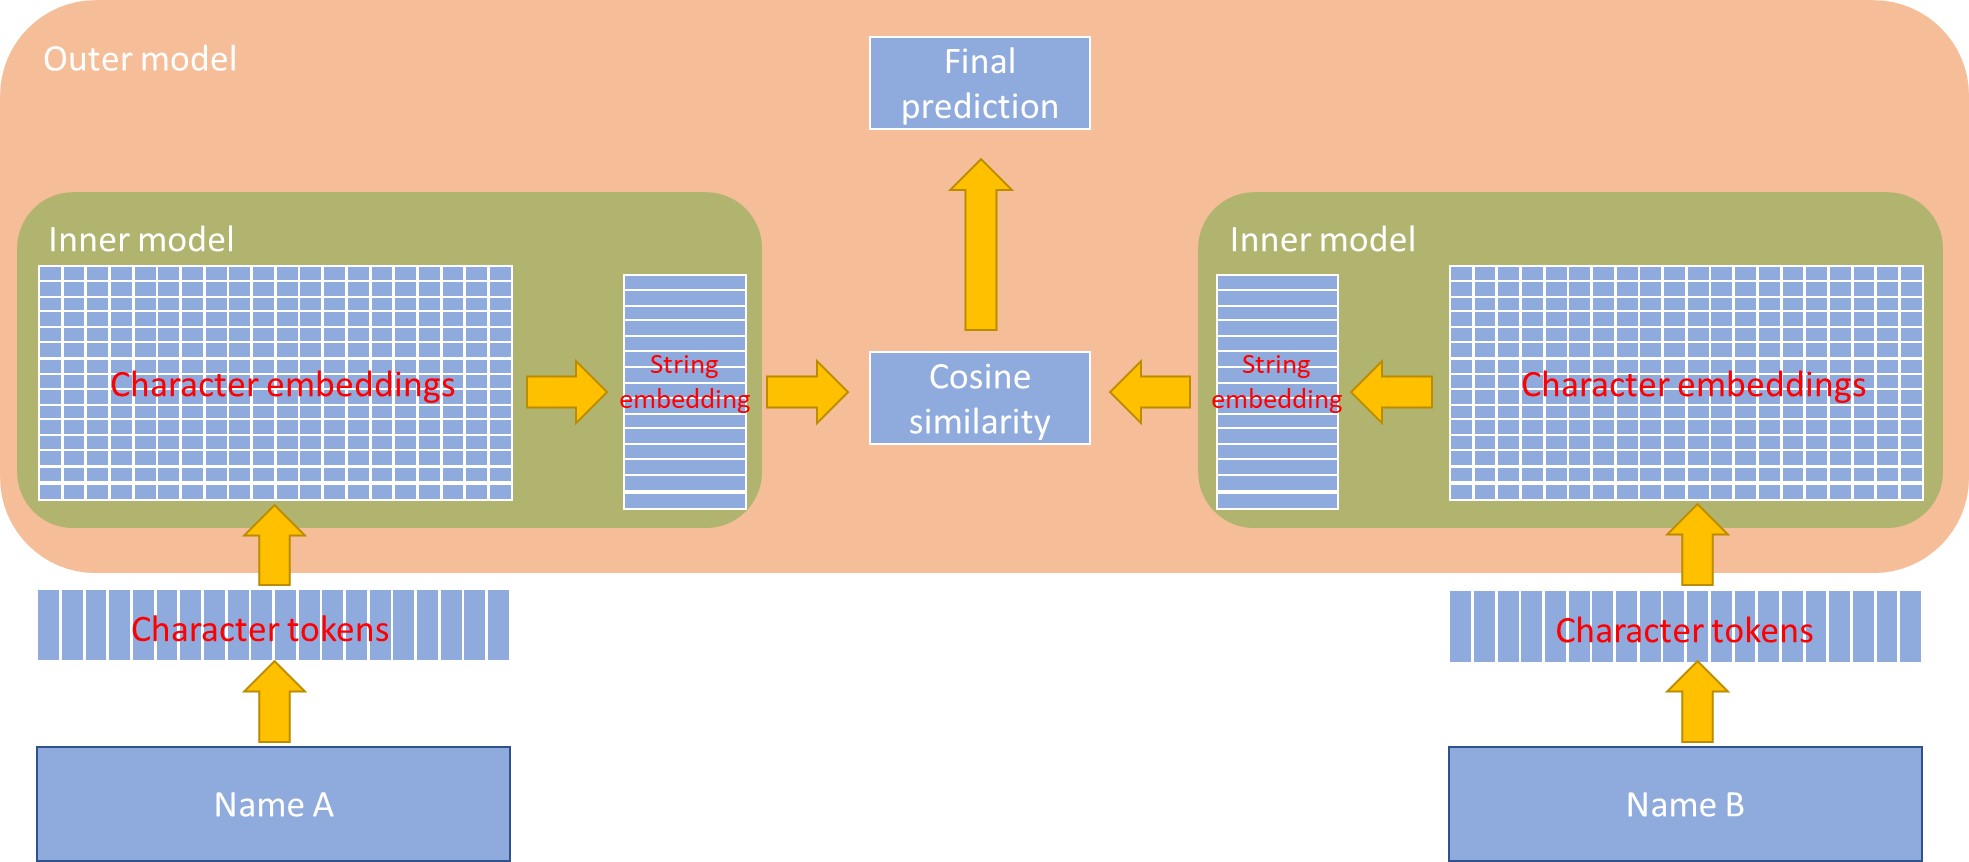 Outer model
Final
prediction
Inner model
Inner model
Character embeddings
String
embedding
Cosine
similarity
String
embedding
Character embeddings
Character tokens
Character tokens
Name A
Name B